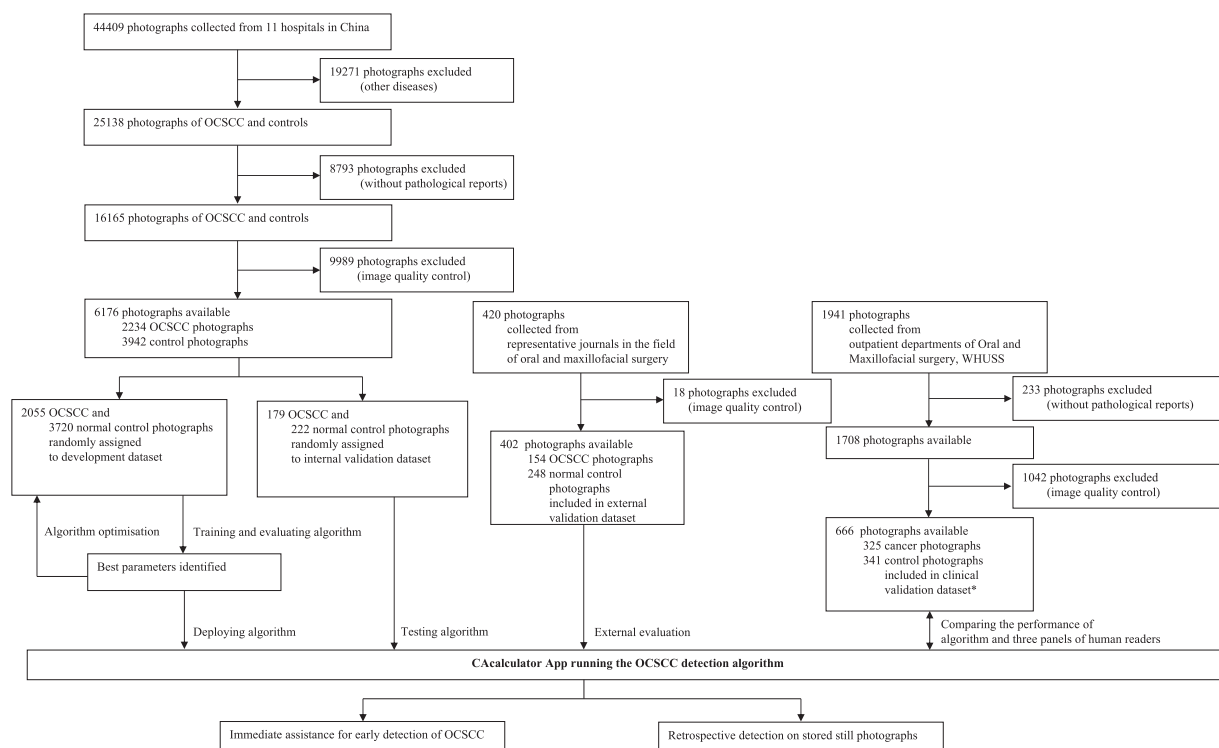 44409 photographs collected from 11 hospitals in China
19271 photographs excluded
(other diseases)
25138 photographs of OCSCC and controls
8793 photographs excluded
(without pathological reports)
16165 photographs of OCSCC and controls
9989 photographs excluded
(image quality control)
6176 photographs available
2234 OCSCC photographs
3942 control photographs
2055 OCSCC and
3720 normal control photographs
randomly assigned
to development dataset
179 OCSCC and
222 normal control photographs
randomly assigned
to internal validation dataset
Algorithm optimisation
Training and evaluating algorithm
Best parameters identified
Deploying algorithm
Testing algorithm
420 photographs
collected from
representative journals in the field
of oral and maxillofacial surgery
18 photographs excluded
(image quality control)
402 photographs available
154 OCSCC photographs
248 normal control
photographs
included in external
validation dataset
External evaluation
1941 photographs
collected from
outpatient departments of Oral and
Maxillofacial surgery, WHUSS
233 photographs excluded
(without pathological reports)
1708 photographs available
1042 photographs excluded
(image quality control)
666 photographs available
325 cancer photographs
341 control photographs
included in clinical
validation dataset*
Comparing the performance of
algorithm and three panels of human readers
CAcalculator App running the OCSCC detection algorithm
Immediate assistance for early detection of OCSCC
Retrospective detection on stored still photographs